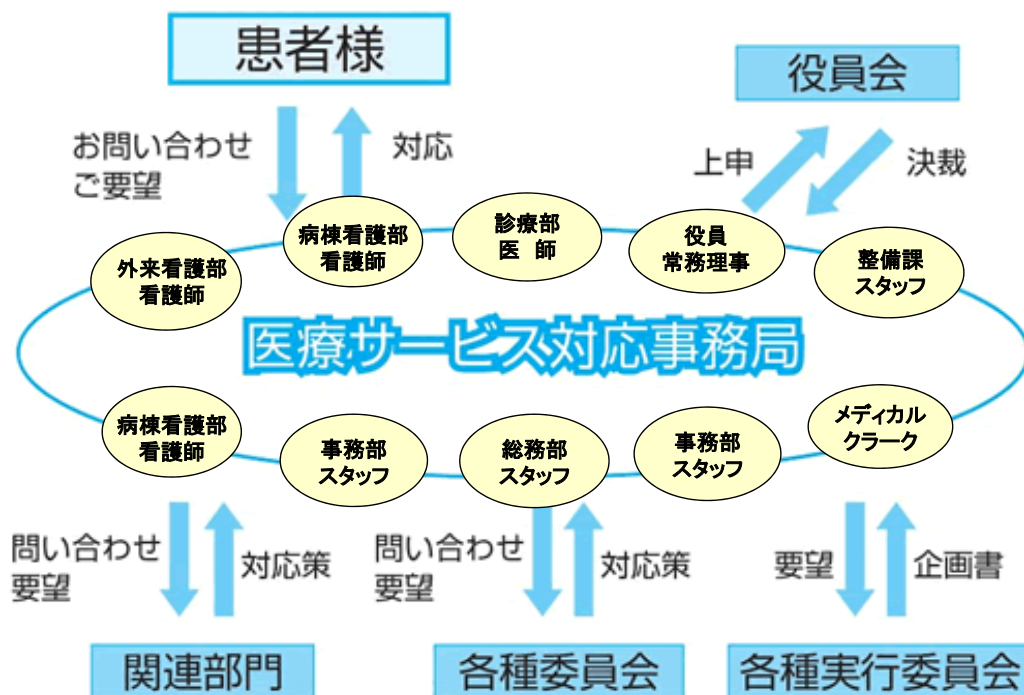 患者様
役員会
お問い合わせ
ご要望
対応
上申
決裁
外来看護部
看護師
病棟看護部
看護師
診療部
医 師
役員
常務理事
整備課
スタッフ
医療サービス対応事務局
病棟看護部
看護師
事務部
スタッフ
総務部
スタッフ
事務部
スタッフ
メディカル
クラーク
問い合わせ
要望
対応策
問い合わせ
要望
対応策
要望
企画書
関連部門
各種委員会
各種実行委員会